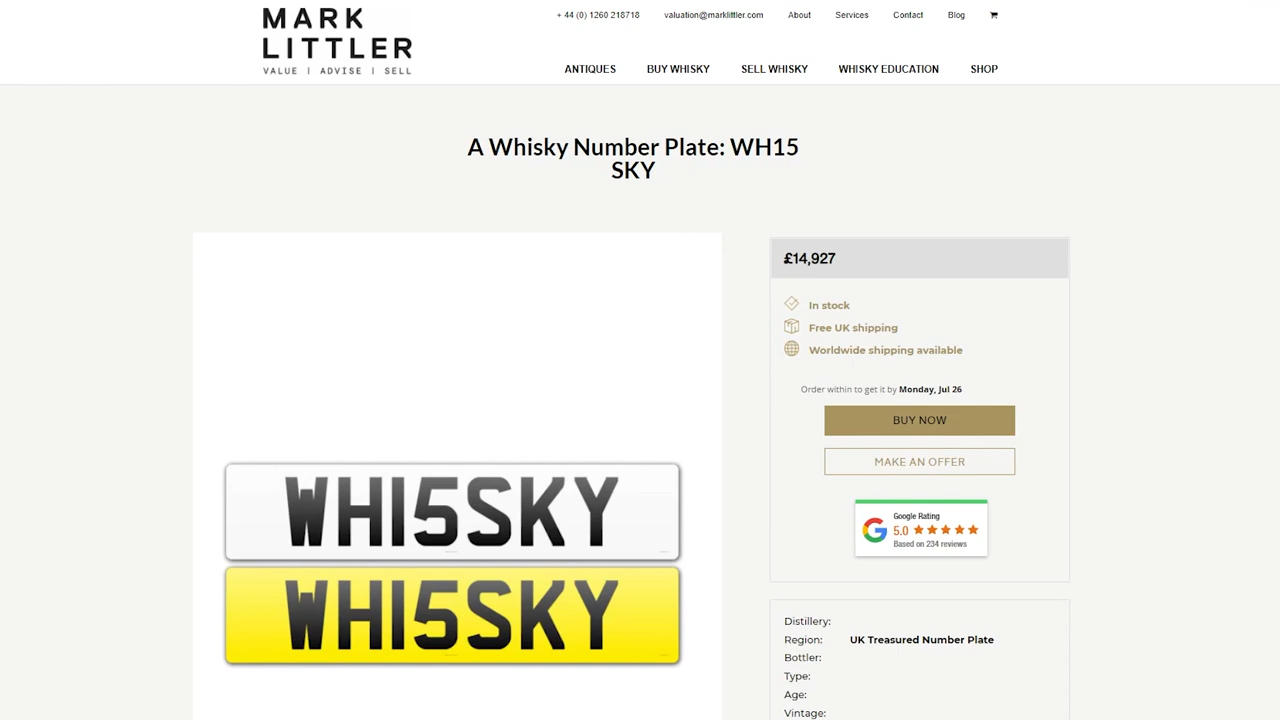 MARK
LITTLER
VALUE | ADVISE | SELL
+ 44 (0) 1260 218718 valuation@marklittler.com About Services Contact Blog
ANTIQUES BUY WHISKY SELL WHISKY WHISKY EDUCATION SHOP
A Whisky Number Plate: WH15
SKY
£14,927
In stock
Free UK shipping
Worldwide shipping available
Order within to get it by Monday, Jul 26
BUY NOW
MAKE AN OFFER
Google Rating
5.0
Based on 234 reviews
WH15SKY
WH15SKY
Distillery:
Region: UK Treasured Number Plate
Bottler:
Type:
Age:
Vintage: